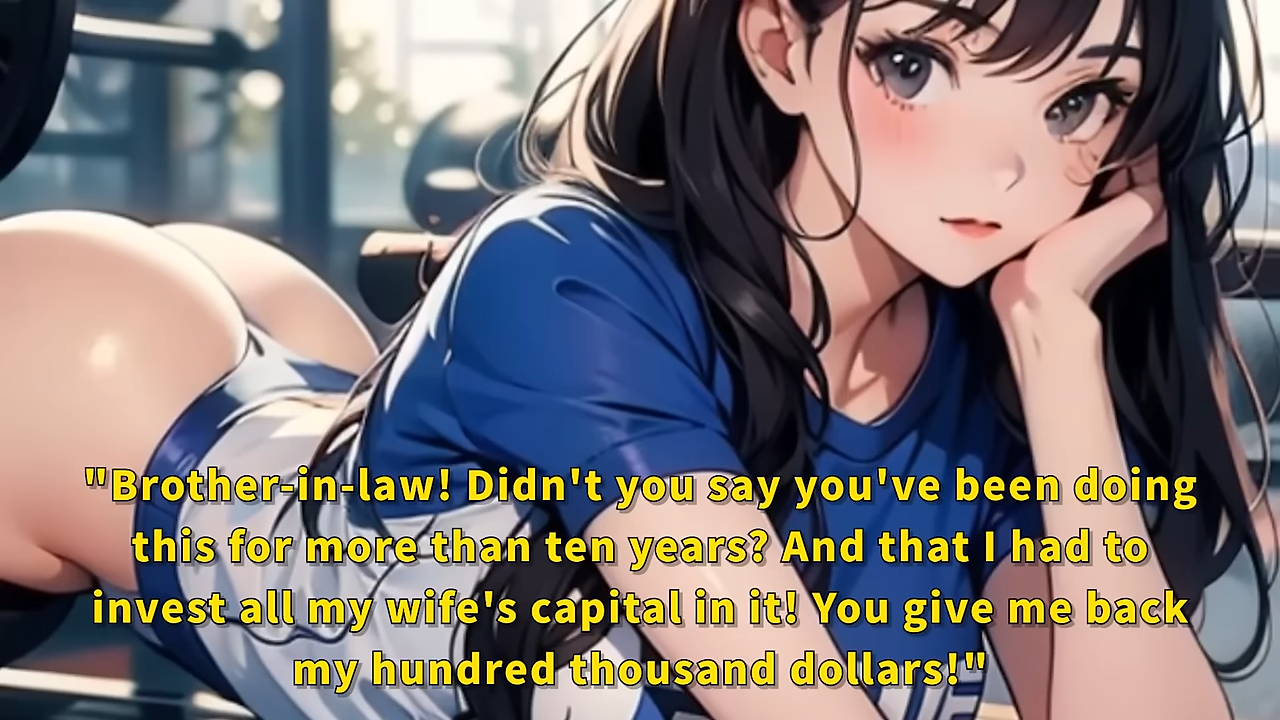 "Brother-in-law! Didn't you say you've been doing
this for more than ten years? And that I had to
invest all my wife's capital in it! You give me back
my hundred thousand dollars!"